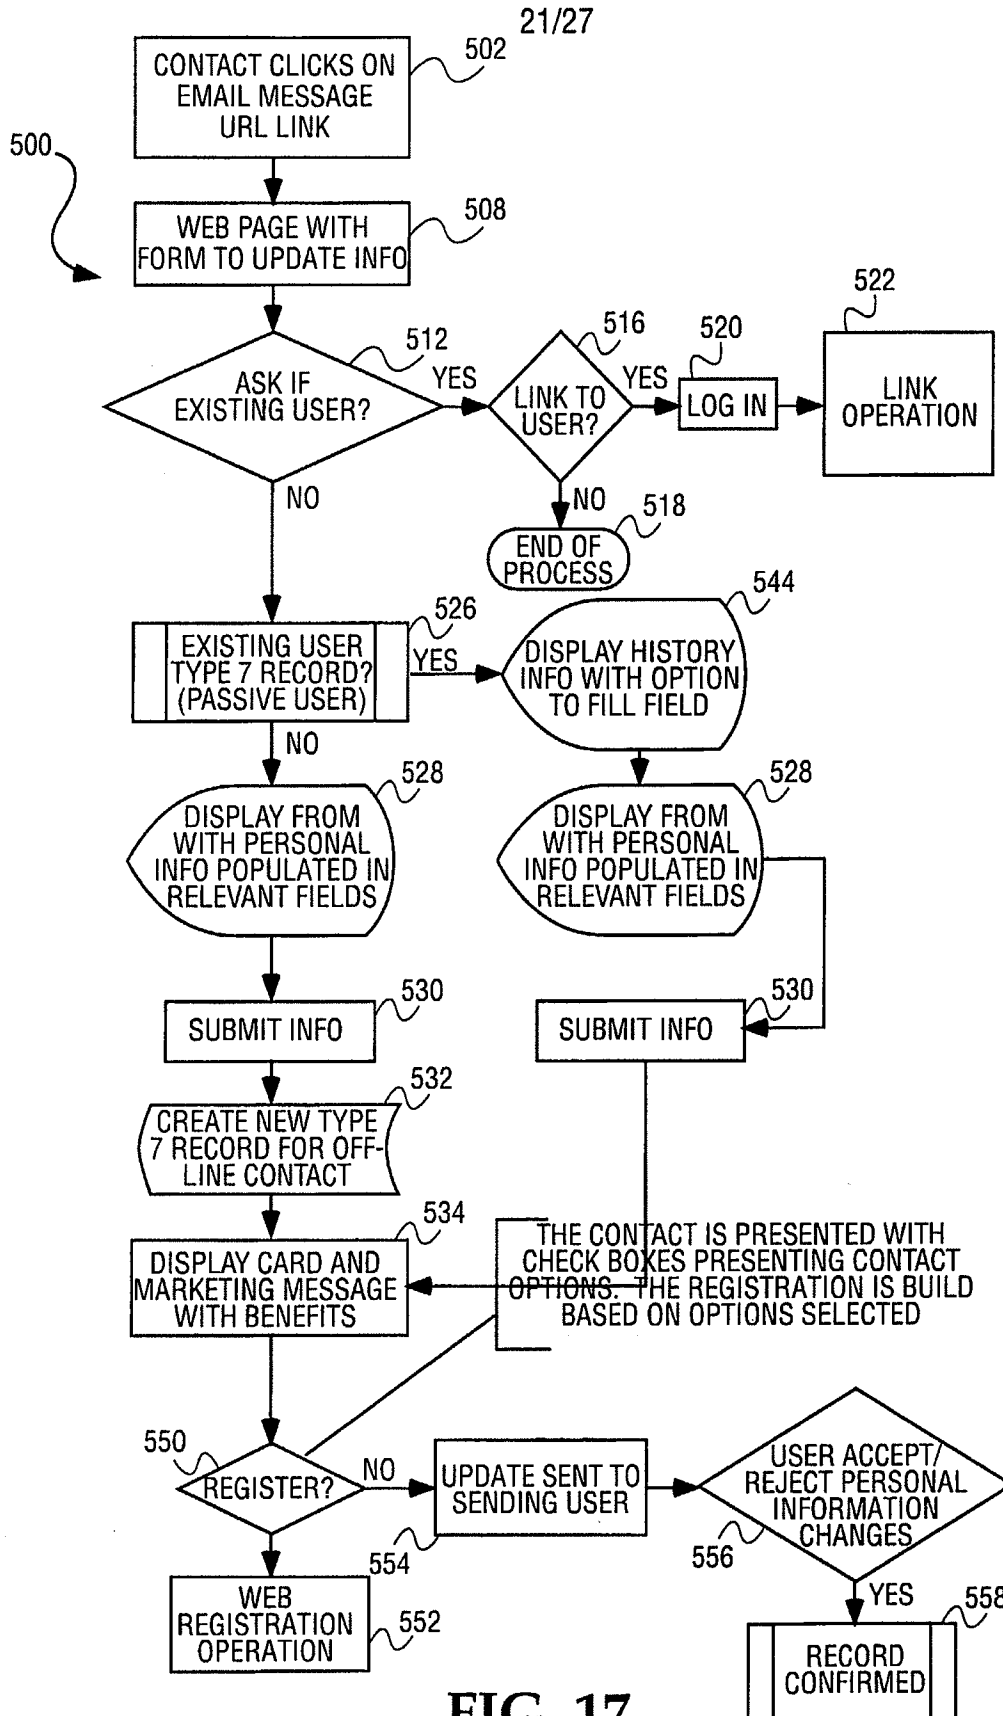 21/27
502
CONTACT CLICKS ON
EMAIL MESSAGE
URL LINK
500
508
WEB PAGE WITH
FORM TO UPDATE INFO
512
ASK IF
EXISTING USER?
YES
NO
516
LINK TO
USER?
YES
NO
520
LOG IN
522
LINK
OPERATION
518
END OF
PROCESS
526
EXISTING USER
TYPE 7 RECORD?
(PASSIVE USER)
YES
NO
544
DISPLAY HISTORY
INFO WITH OPTION
TO FILL FIELD
528
DISPLAY FROM
WITH PERSONAL
INFO POPULATED IN
RELEVANT FIELDS
528
DISPLAY FROM
WITH PERSONAL
INFO POPULATED IN
RELEVANT FIELDS
530
SUBMIT INFO
530
SUBMIT INFO
532
CREATE NEW TYPE
7 RECORD FOR OFF-
LINE CONTACT
534
DISPLAY CARD AND
MARKETING MESSAGE
WITH BENEFITS
THE CONTACT IS PRESENTED WITH
CHECK BOXES PRESENTING CONTACT
OPTIONS. THE REGISTRATION IS BUILD
BASED ON OPTIONS SELECTED
550
REGISTER?
NO
UPDATE SENT TO
SENDING USER
554
USER ACCEPT/
REJECT PERSONAL
INFORMATION
CHANGES
556
YES
WEB
REGISTRATION
OPERATION
552
558
RECORD
CONFIRMED
FIG. 17